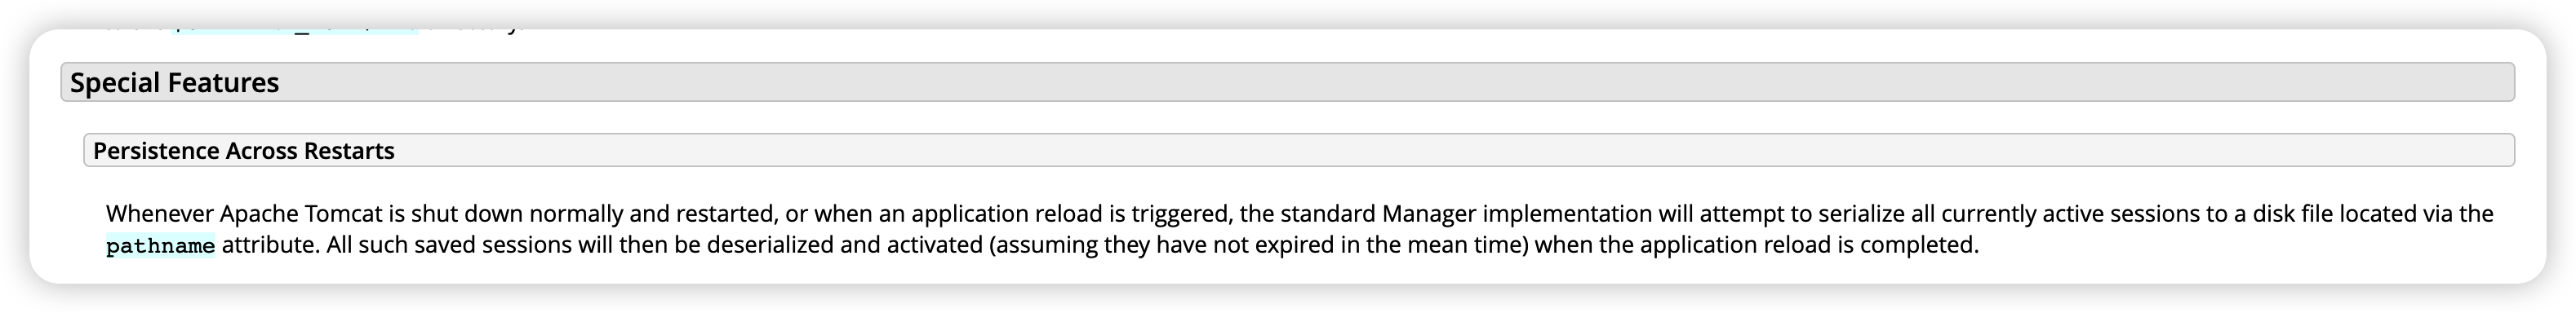 Special Features
Persistence Across Restarts
Whenever Apache Tomcat is shut down normally and restarted, or when an application reload is triggered, the standard Manager implementation will attempt to serialize all currently active sessions to a disk file located via the
pathname attribute. All such saved sessions will then be deserialized and activated (assuming they have not expired in the mean time) when the application reload is completed.